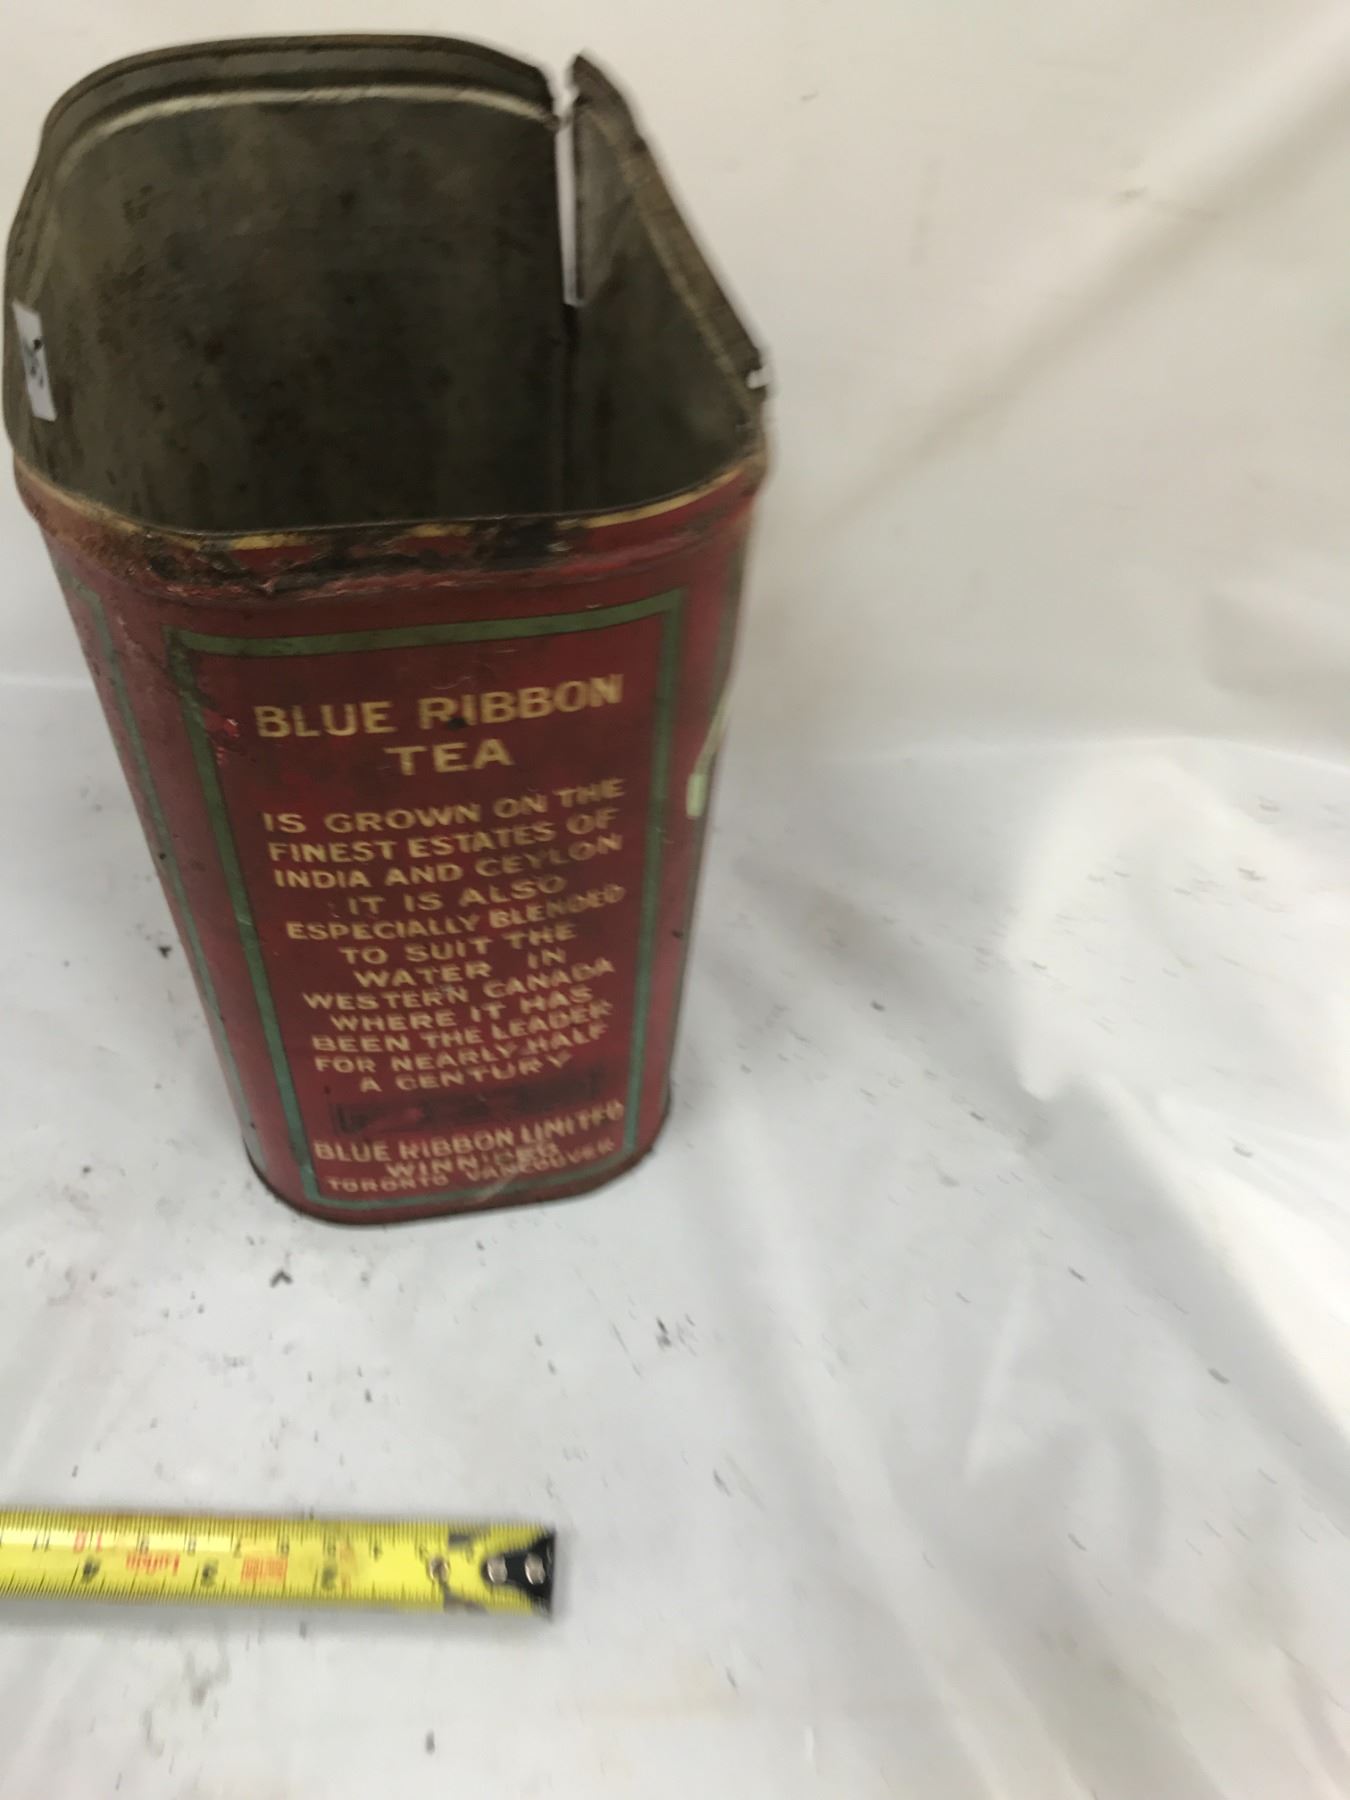 BLUE RIBBON
TEA
IS GROWN ON THE
FINEST ESTATES OF
INDIA AND CEYLON
IT IS ALSO
ESPECIALLY BLENDED
TO SUIT THE
WATER IN
WESTERN CANADA
WHERE IT HAS
BEEN THE LEADER
FOR NEARLY HALF
A CENTURY
BLUE RIBBON LIMITED
WINNIPEG
TORONTO VANCOUVER
Lufkin